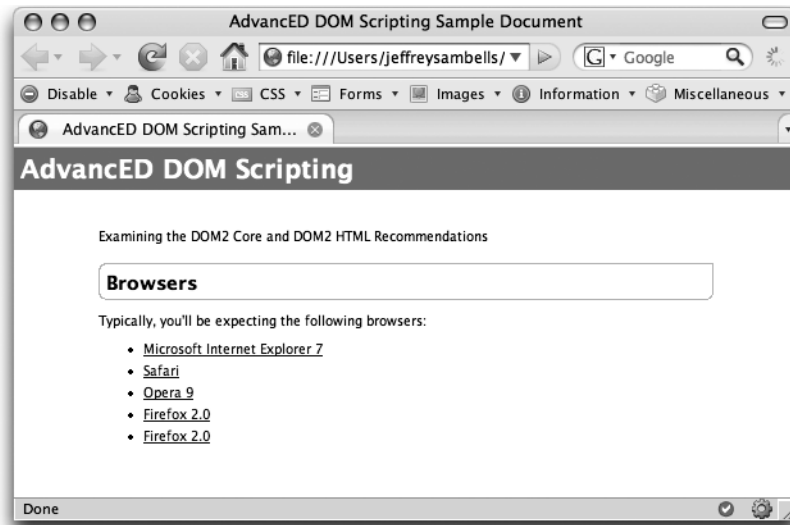 AdvancED DOM Scripting Sample Document
file:///Users/jeffreysambells/
G Google
Disable Cookies CSS CSS Forms Images Information Miscellaneous
AdvancED DOM Scripting Sam...
AdvancED DOM Scripting
Examining the DOM2 Core and DOM2 HTML Recommendations
Browsers
Typically, you'll be expecting the following browsers:
Microsoft Internet Explorer 7
Safari
Opera 9
Firefox 2.0
Firefox 2.0
Done